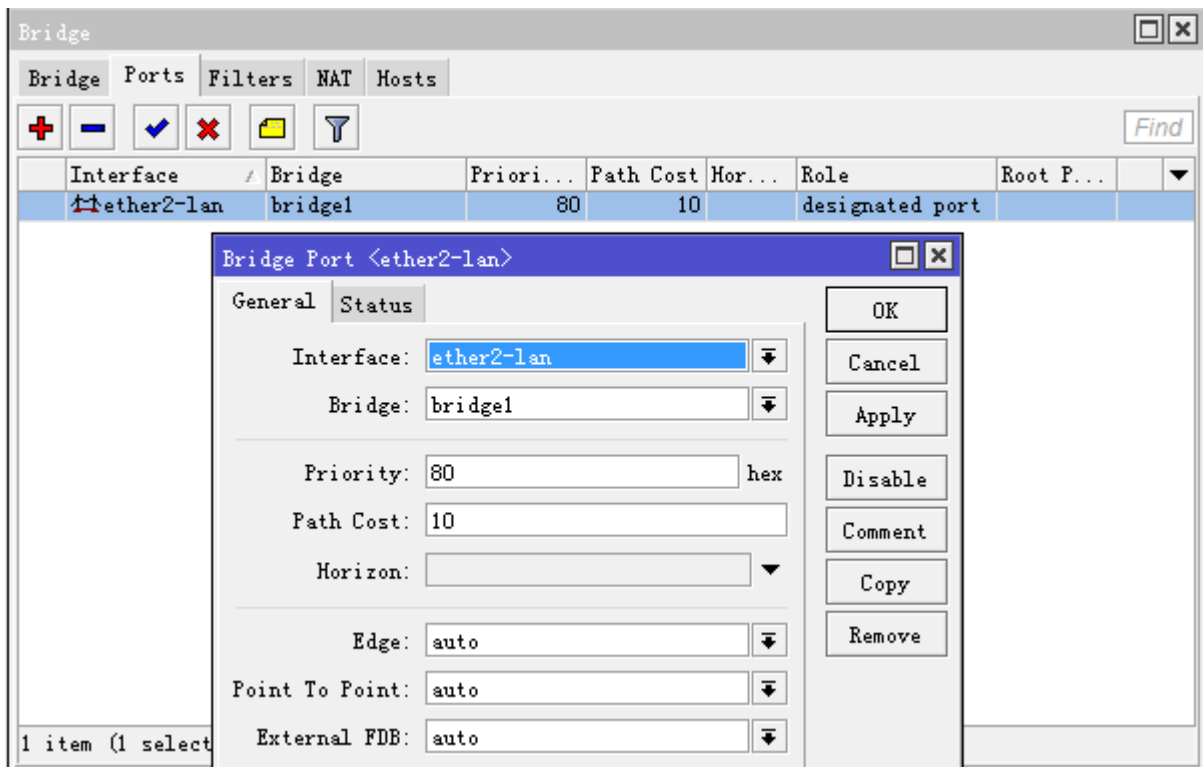 Bridge
Bridge Ports Filters NAT Hosts
Find
Interface Bridge Priori... Path Cost Hor... Role Root P...
ether2-lan bridge1 80 10 designated port
Bridge Port <ether2-lan>
General Status
OK
Interface: ether2-lan
Cancel
Bridge: bridge1
Apply
Priority: 80 hex
Disable
Path Cost: 10
Comment
Horizon:
Copy
Edge: auto
Remove
Point To Point: auto
External FDB: auto
1 item (1 select